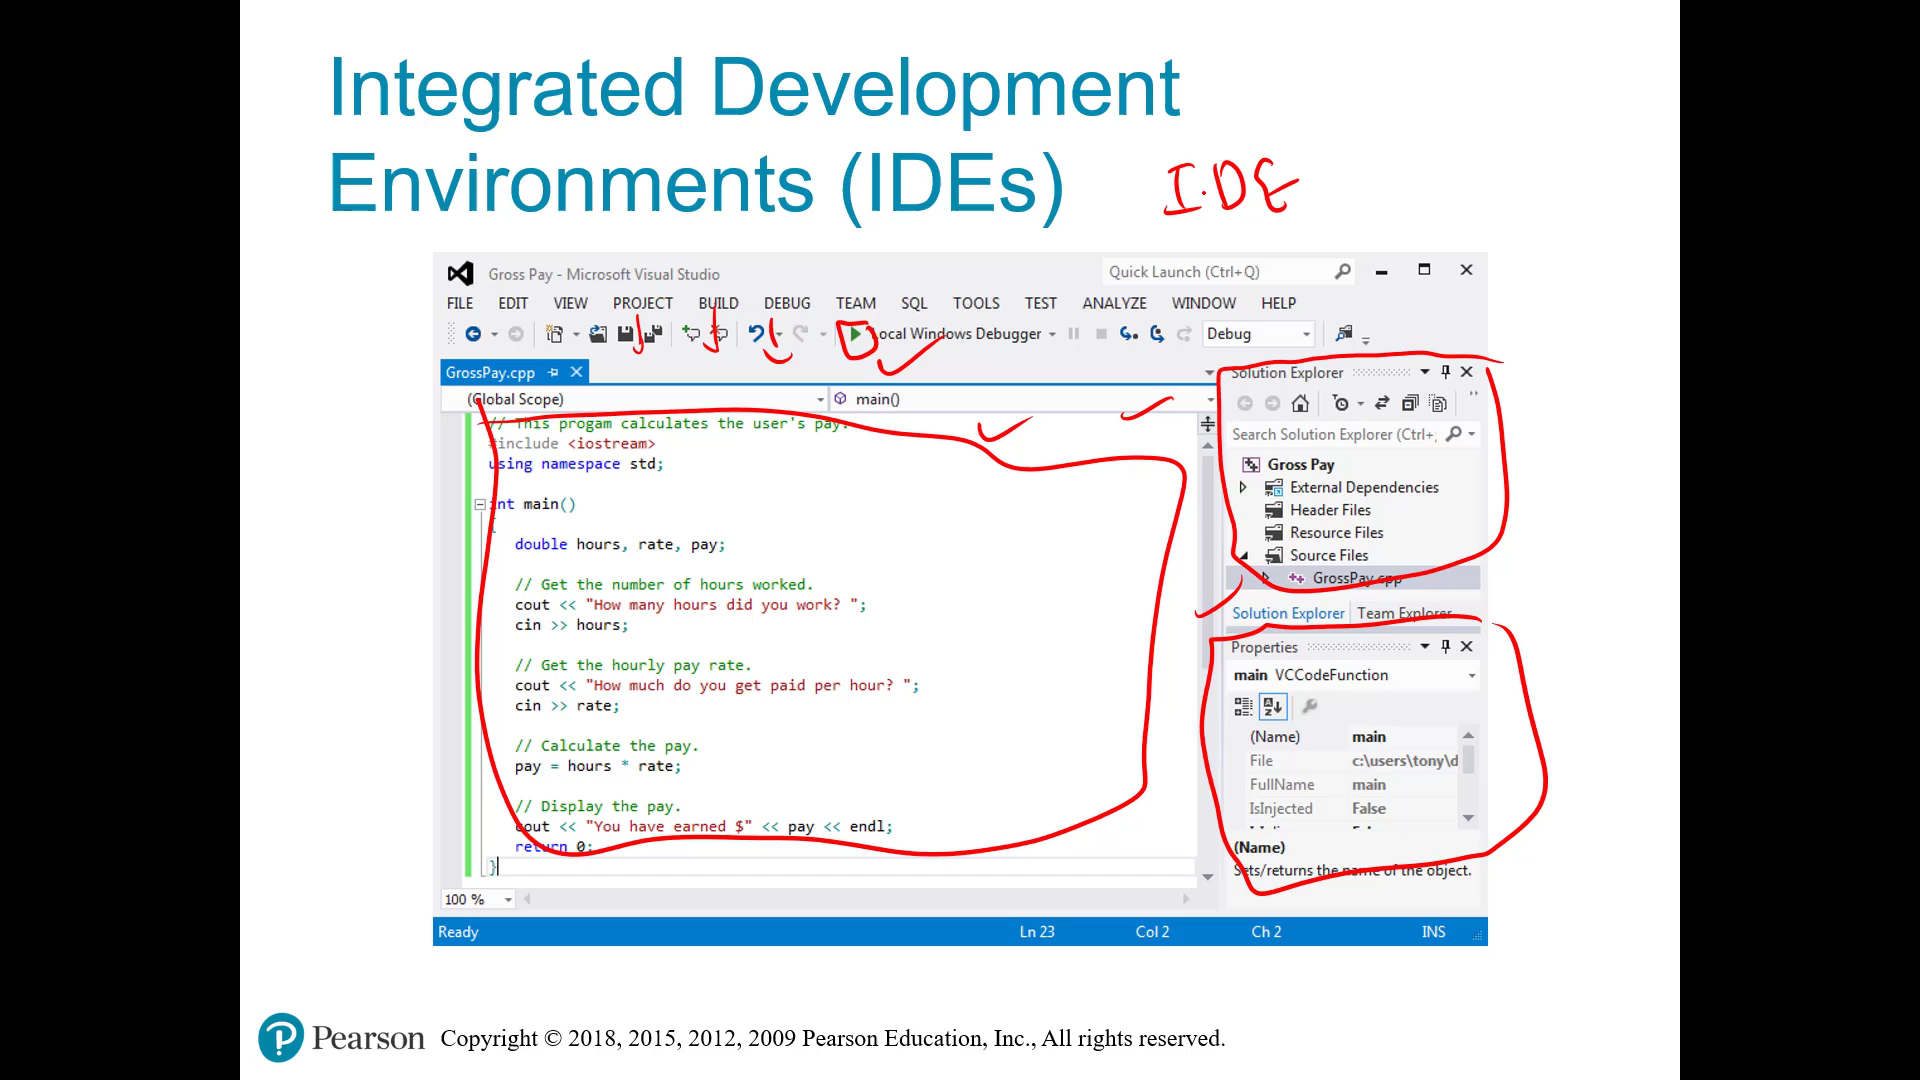 Integrated Development
Environments (IDEs)
I.DE
Gross Pay - Microsoft Visual Studio
Quick Launch (Ctrl+Q)
FILE EDIT VIEW PROJECT BUILD DEBUG TEAM SQL TOOLS TEST ANALYZE WINDOW HELP
Local Windows Debugger Debug
GrossPay.cpp
(Global Scope) main()
// This progam calculates the user's pay.
#include <iostream>
using namespace std;
int main()
{
double hours, rate, pay;
// Get the number of hours worked.
cout << "How many hours did you work? ";
cin >> hours;
// Get the hourly pay rate.
cout << "How much do you get paid per hour? ";
cin >> rate;
// Calculate the pay.
pay = hours * rate;
// Display the pay.
cout << "You have earned $" << pay << endl;
return 0;
}
100 %
Solution Explorer
Search Solution Explorer (Ctrl+;
Gross Pay
External Dependencies
Header Files
Resource Files
Source Files
GrossPay.cpp
Solution Explorer Team Explorer
Properties
main VCCodeFunction
(Name) main
File c:\users\tony\d
FullName main
IsInjected False
(Name)
Sets/returns the name of the object.
Ready Ln 23 Col 2 Ch 2 INS
Pearson Copyright © 2018, 2015, 2012, 2009 Pearson Education, Inc., All rights reserved.